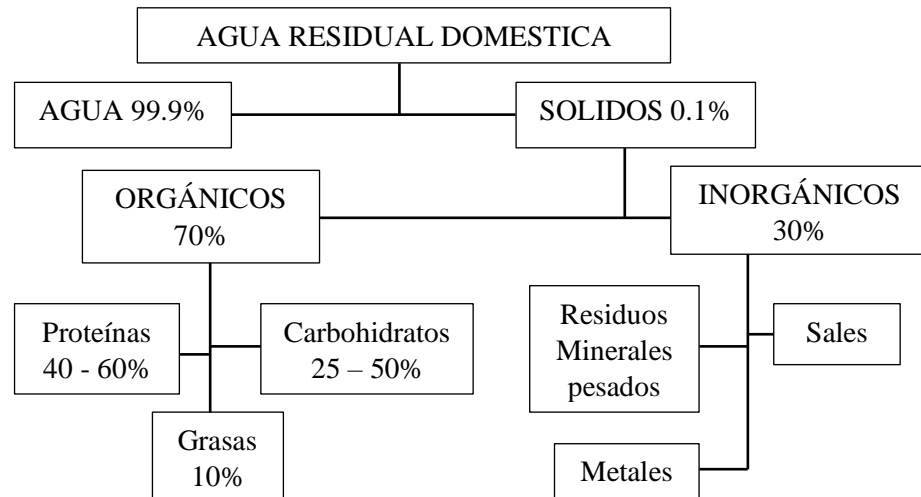 AGUA RESIDUAL DOMESTICA
AGUA 99.9%
SOLIDOS 0.1%
ORGÁNICOS
70%
INORGÁNICOS
30%
Proteínas
40 - 60%
Carbohidratos
25 – 50%
Grasas
10%
Residuos
Minerales
pesados
Sales
Metales